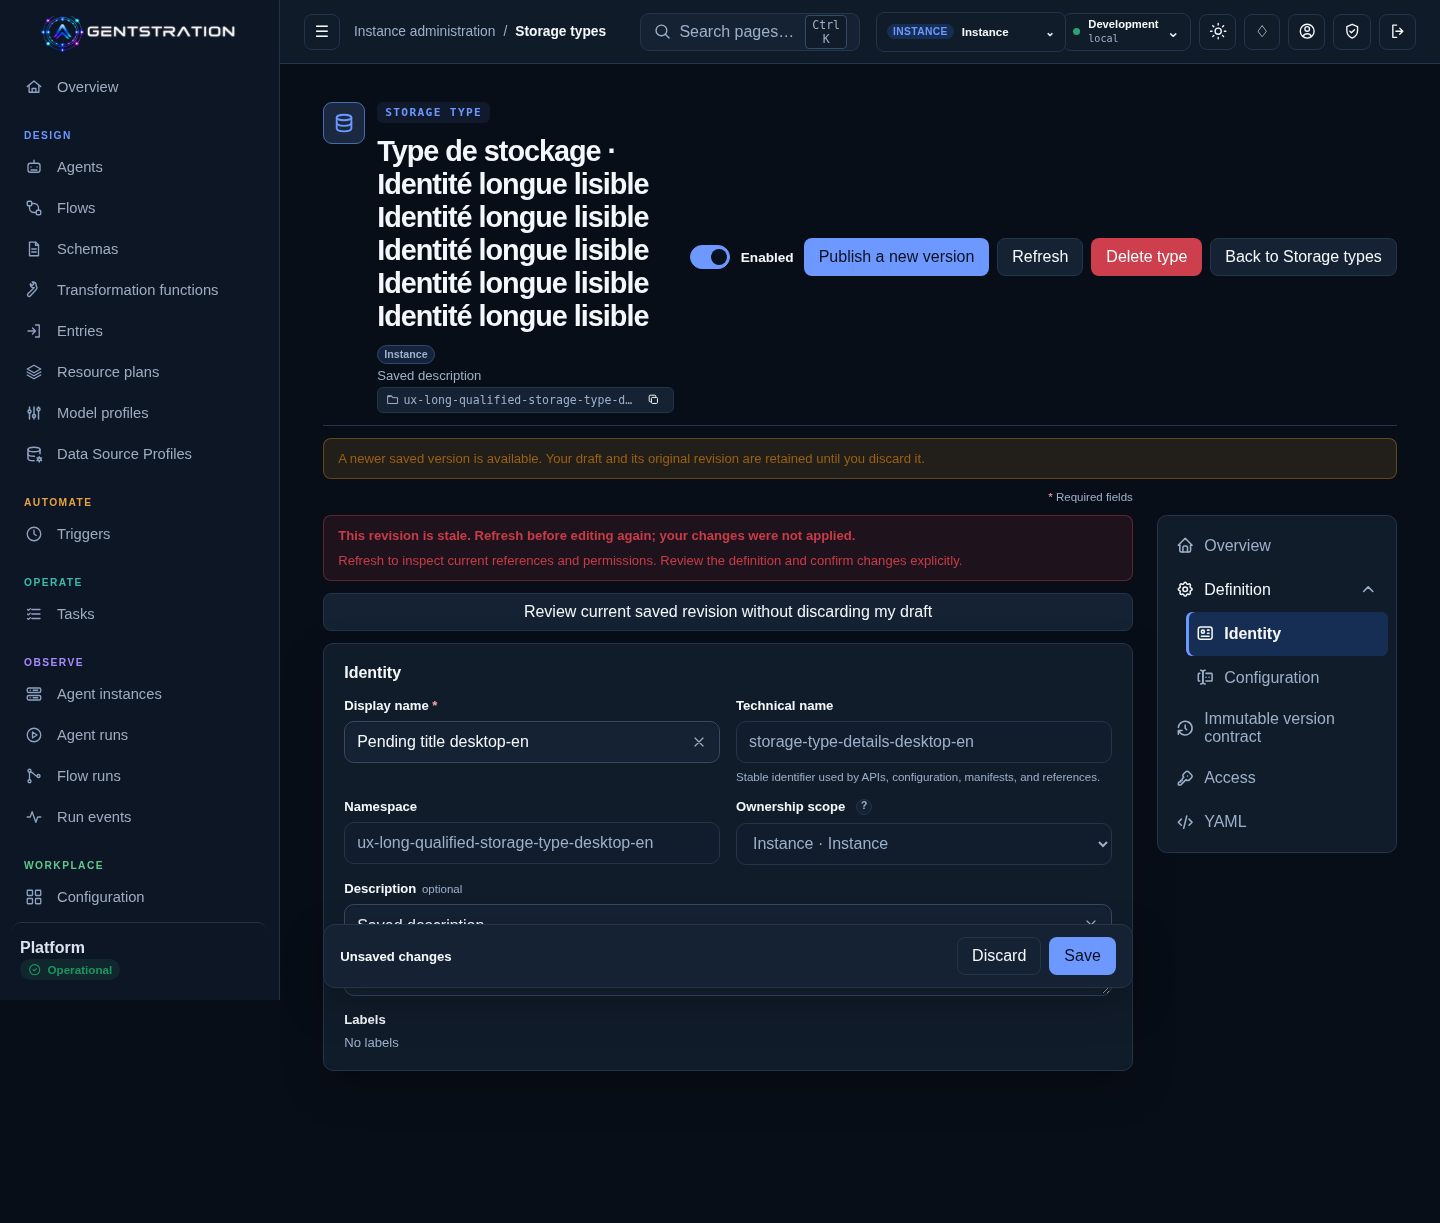 GENTSTRATION
Overview
DESIGN
Agents
Flows
Schemas
Transformation functions
Entries
Resource plans
Model profiles
Data Source Profiles
AUTOMATE
Triggers
OPERATE
Tasks
OBSERVE
Agent instances
Agent runs
Flow runs
Run events
WORKPLACE
Configuration
Platform
Operational
Instance administration / Storage types
Search pages…
Ctrl K
INSTANCE Instance
Development
local
STORAGE TYPE
Type de stockage ·
Identité longue lisible
Identité longue lisible
Identité longue lisible
Identité longue lisible
Identité longue lisible
Instance
Saved description
ux-long-qualified-storage-type-d…
Enabled
Publish a new version
Refresh
Delete type
Back to Storage types
A newer saved version is available. Your draft and its original revision are retained until you discard it.
* Required fields
This revision is stale. Refresh before editing again; your changes were not applied.
Refresh to inspect current references and permissions. Review the definition and confirm changes explicitly.
Review current saved revision without discarding my draft
Identity
Display name *
Pending title desktop-en
Technical name
storage-type-details-desktop-en
Stable identifier used by APIs, configuration, manifests, and references.
Namespace
ux-long-qualified-storage-type-desktop-en
Ownership scope ?
Instance · Instance
Description optional
Saved description
Unsaved changes
Discard
Save
Labels
No labels
Overview
Definition
Identity
Configuration
Immutable version
contract
Access
YAML